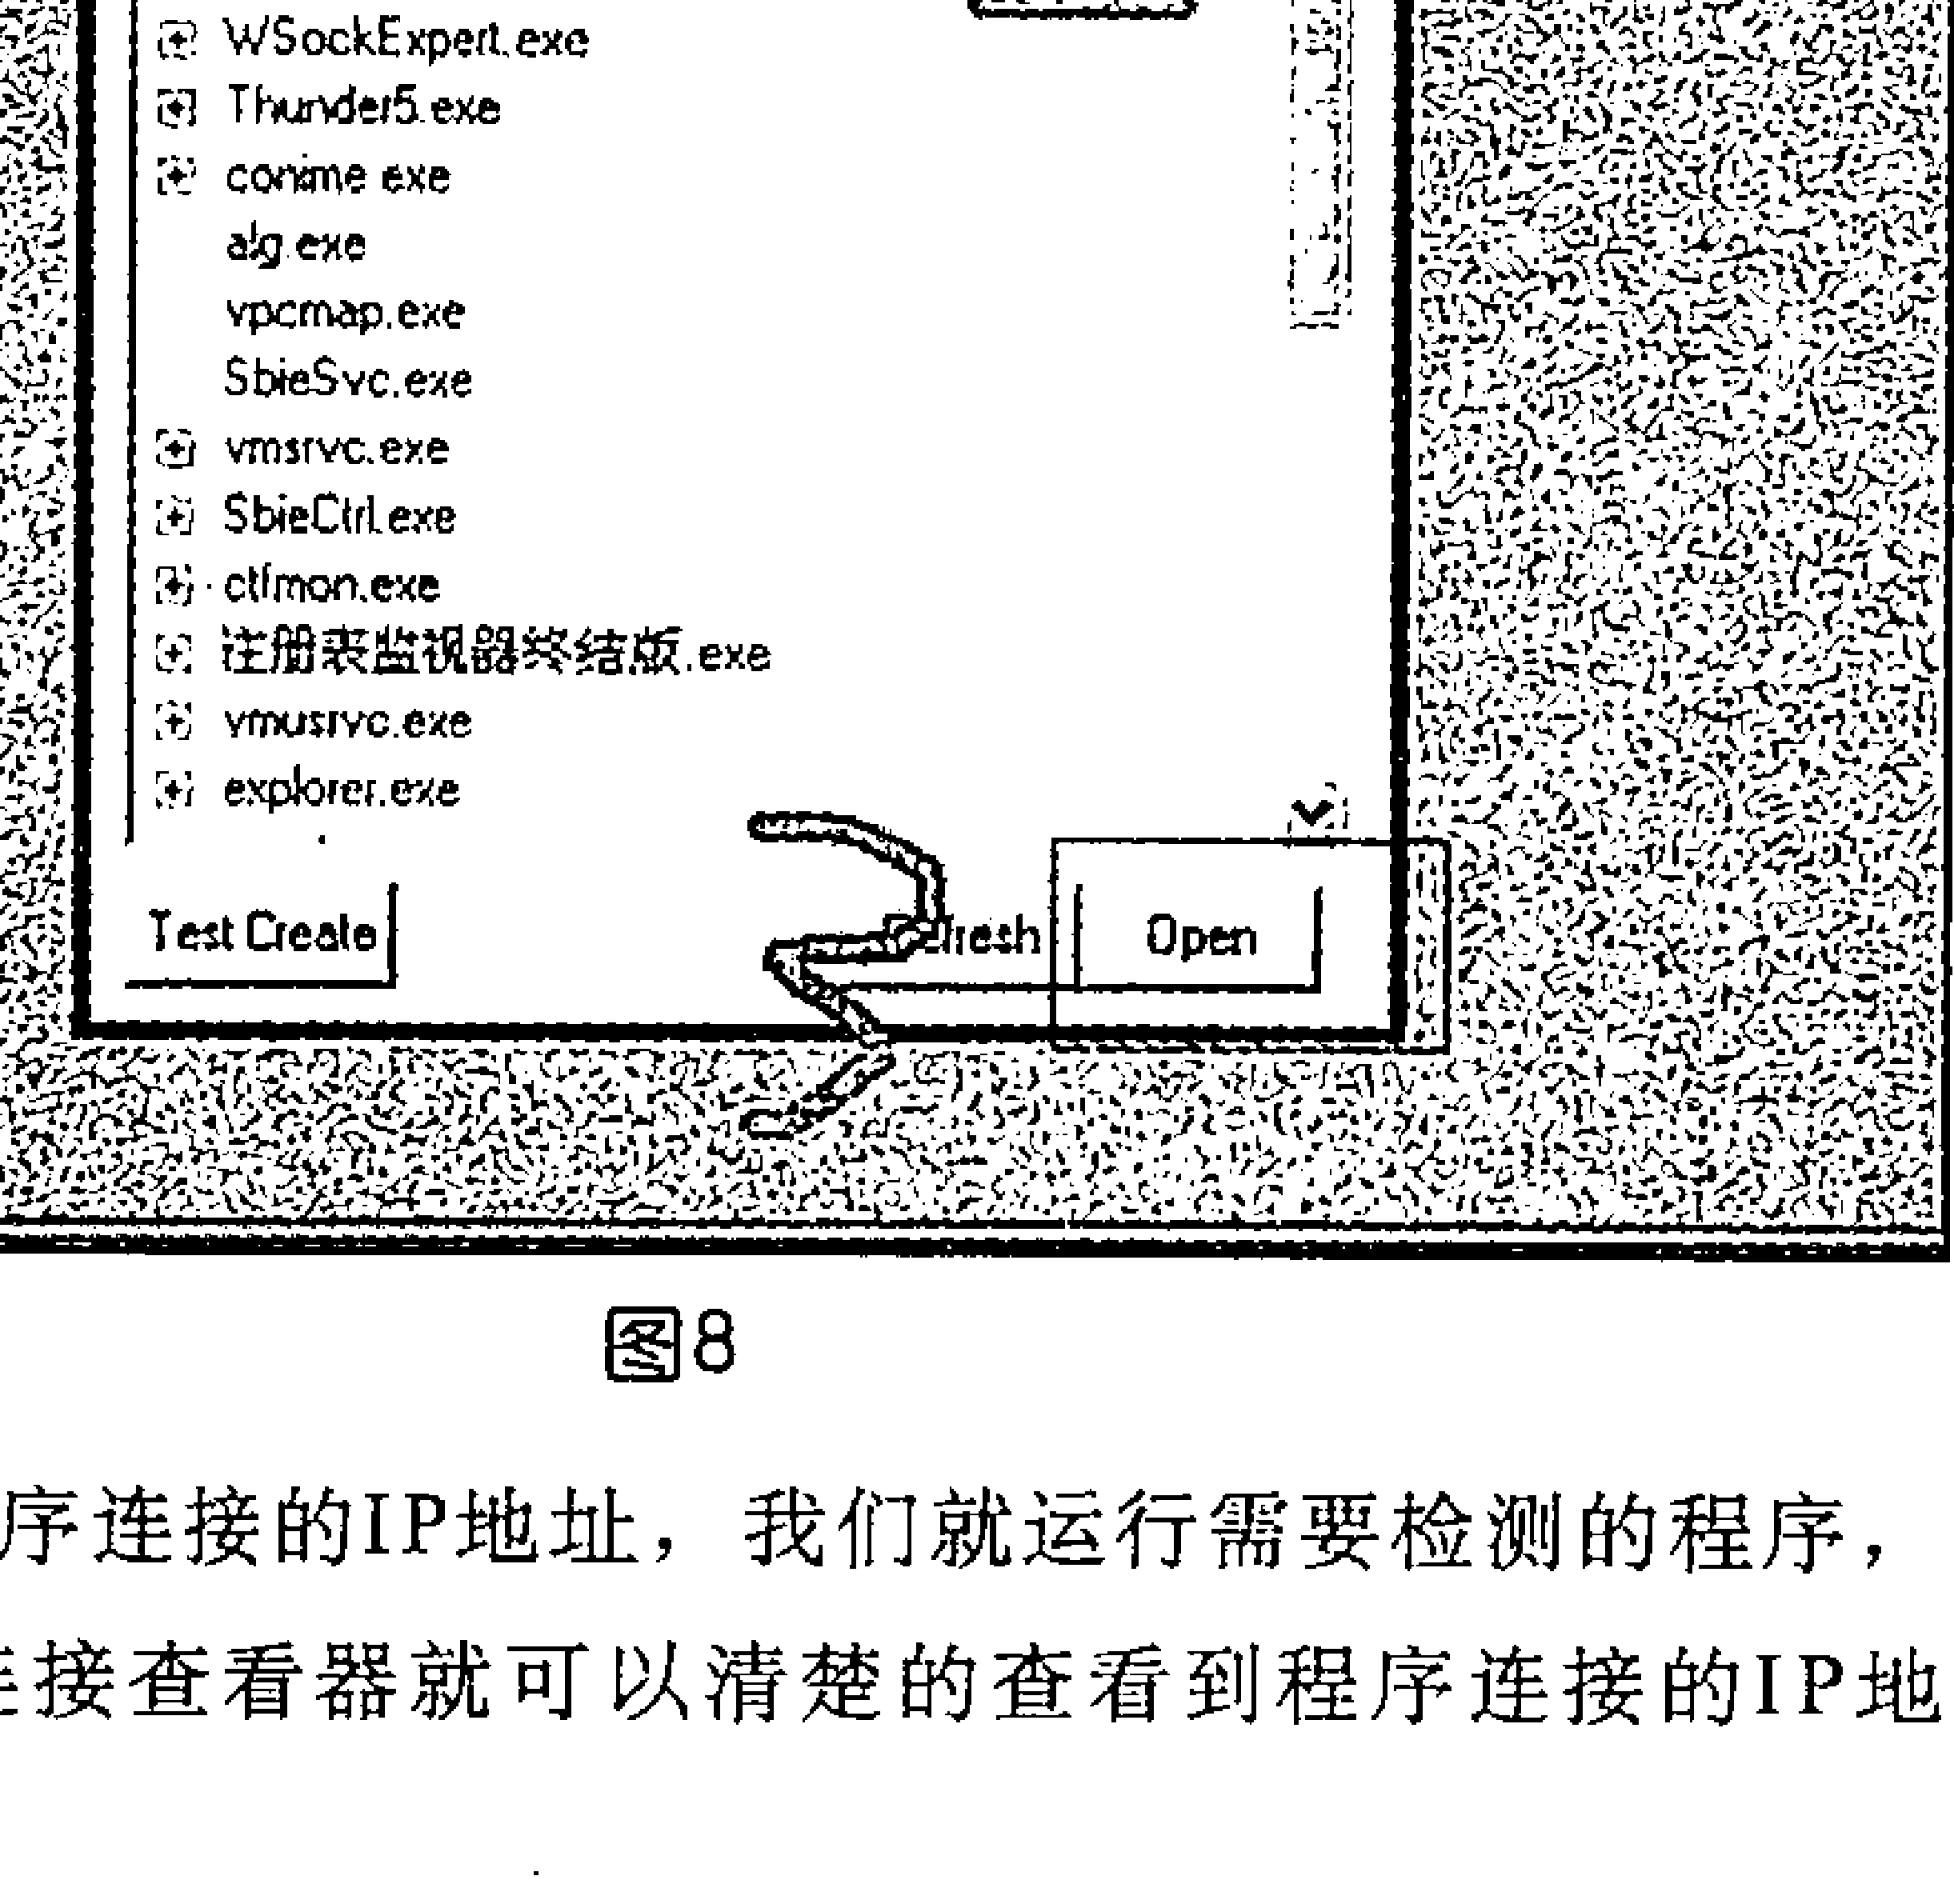 WSockExpert.exe
Thunder5.exe
conime.exe
alg.exe
vpcmap.exe
SbieSvc.exe
vmsrvc.exe
SbieCtrl.exe
ctfmon.exe
注册表监视器终结版.exe
vmusrvc.exe
explorer.exe
Test Create Refresh Open
图8
序连接的IP地址，我们就运行需要检测的程序，
连接查看器就可以清楚的查看到程序连接的IP地